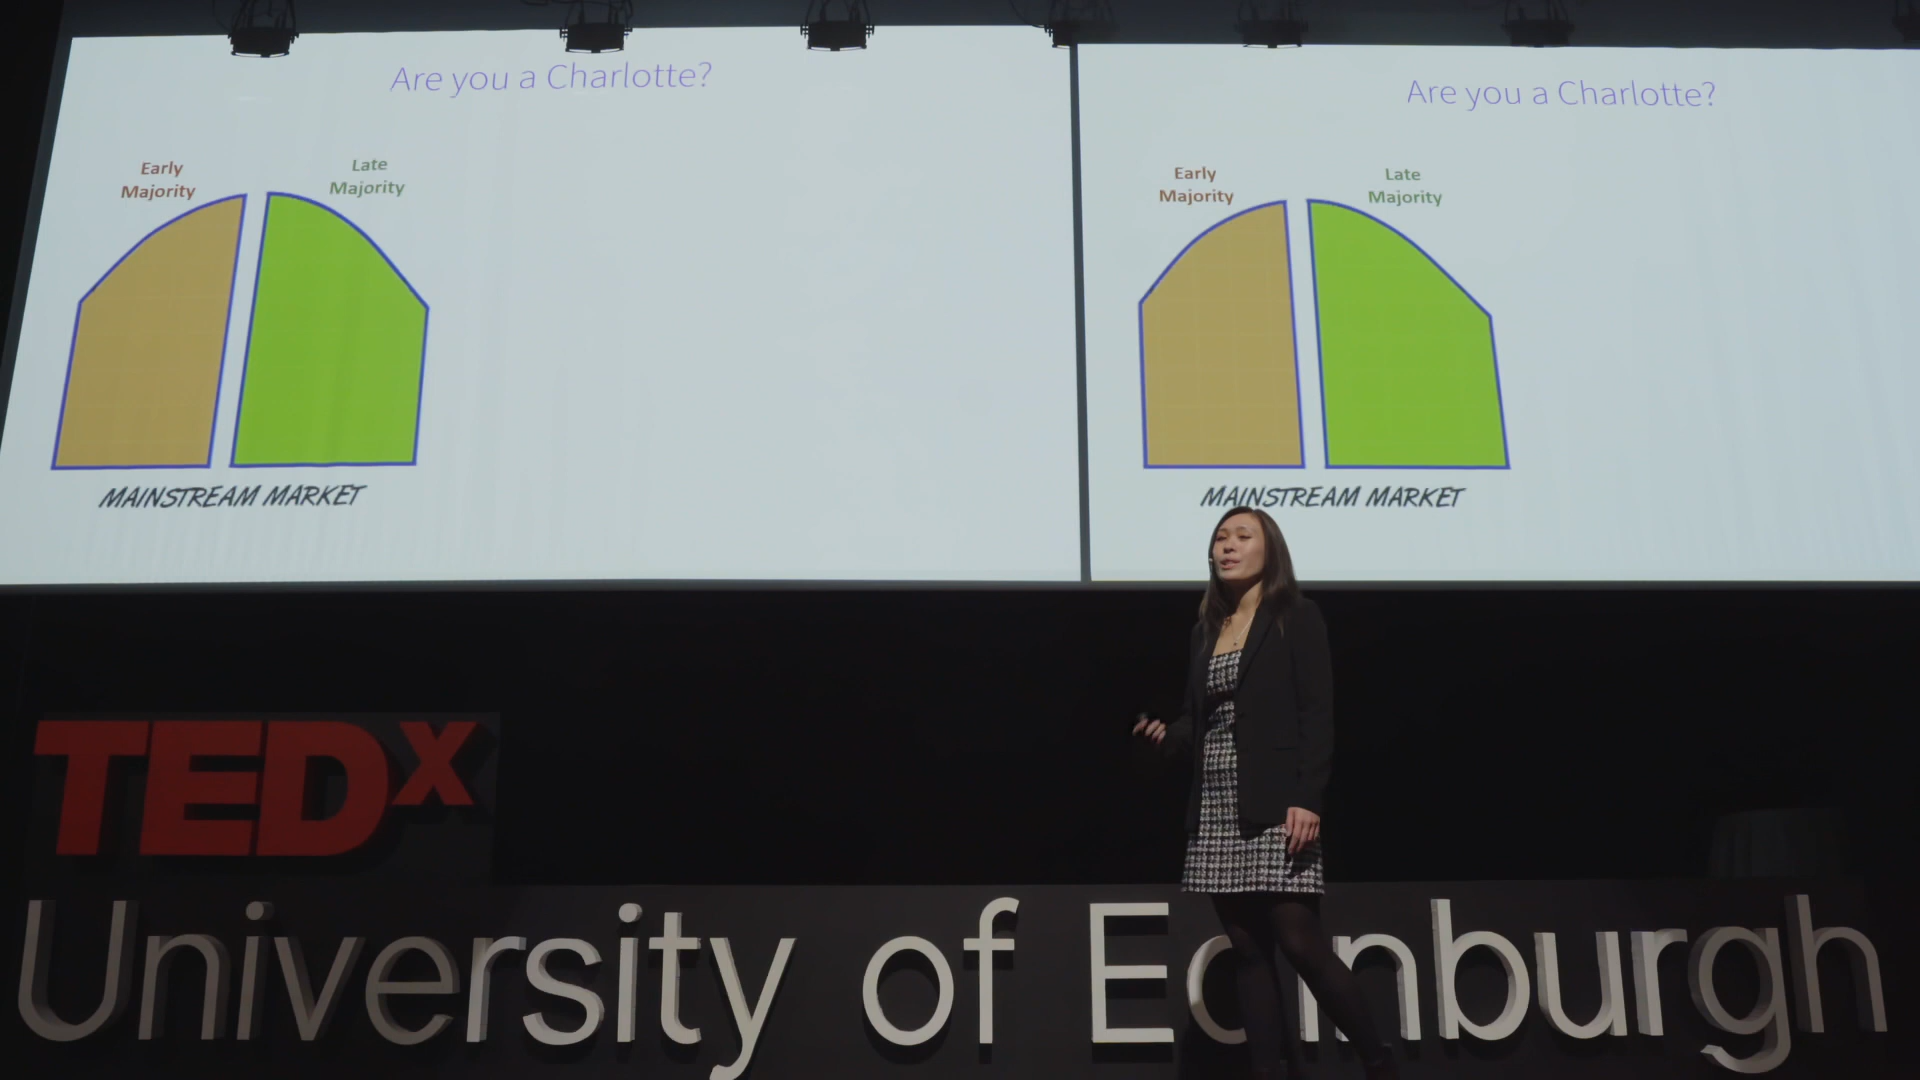 Are you a Charlotte?
Early
Majority
Late
Majority
MAINSTREAM MARKET
Are you a Charlotte?
Early
Majority
Late
Majority
MAINSTREAM MARKET
TEDx
University of Edinburgh